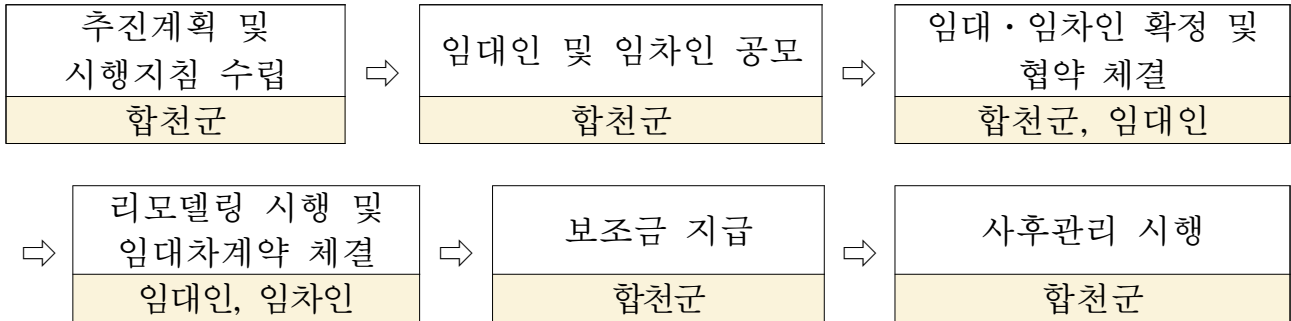 추진계획 및
시행지침 수립
합천군
⇨
임대인 및 임차인 공모
합천군
⇨
임대·임차인 확정 및
협약 체결
합천군, 임대인
⇨
리모델링 시행 및
임대차계약 체결
임대인, 임차인
⇨
보조금 지급
합천군
⇨
사후관리 시행
합천군